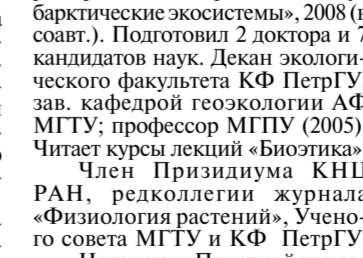 барктические экосистемы», 2008 (в
соавт.). Подготовил 2 доктора и 7
кандидатов наук. Декан экологи-
ческого факультета КФ ПетрГУ,
зав. кафедрой геоэкологии АФ
МГТУ; профессор МГПУ (2005).
Читает курсы лекций «Биоэтика»,
Член Призидиума КНЦ
РАН, редколлегии журнала
«Физиология растений», Учено-
го совета МГТУ и КФ ПетрГУ.